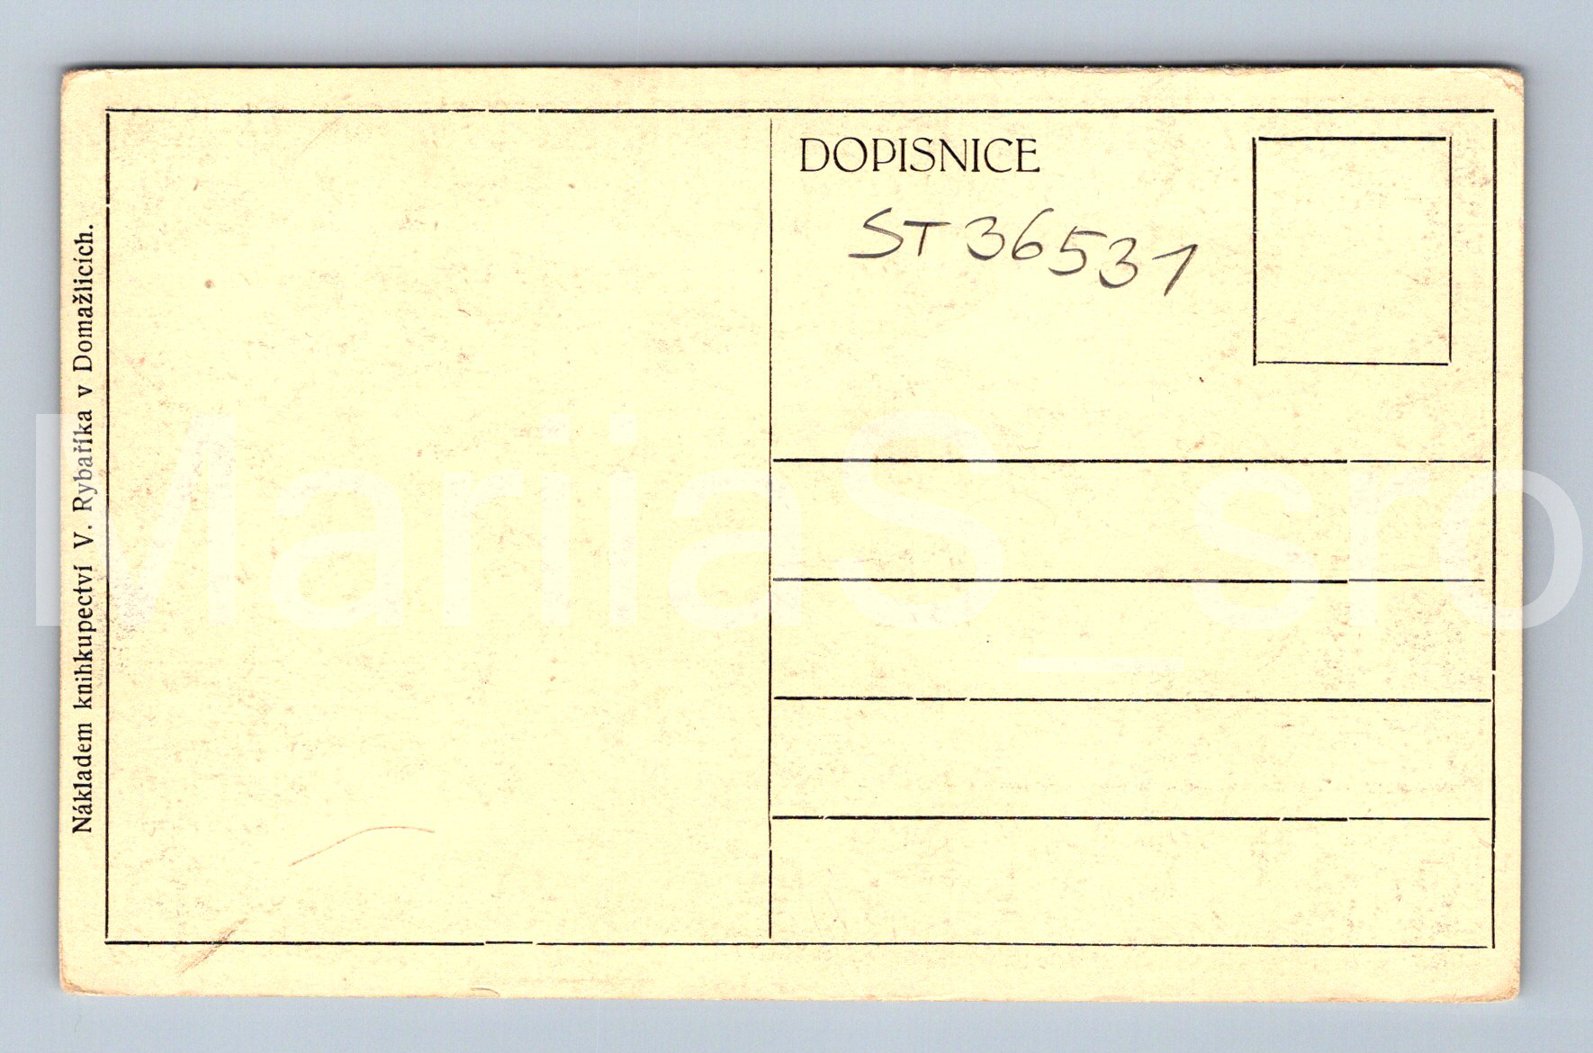 DOPISNICE
ST36531
Nákladem knihkupectví V. Rybaříka v Domažlicích.
MariiaS_sro